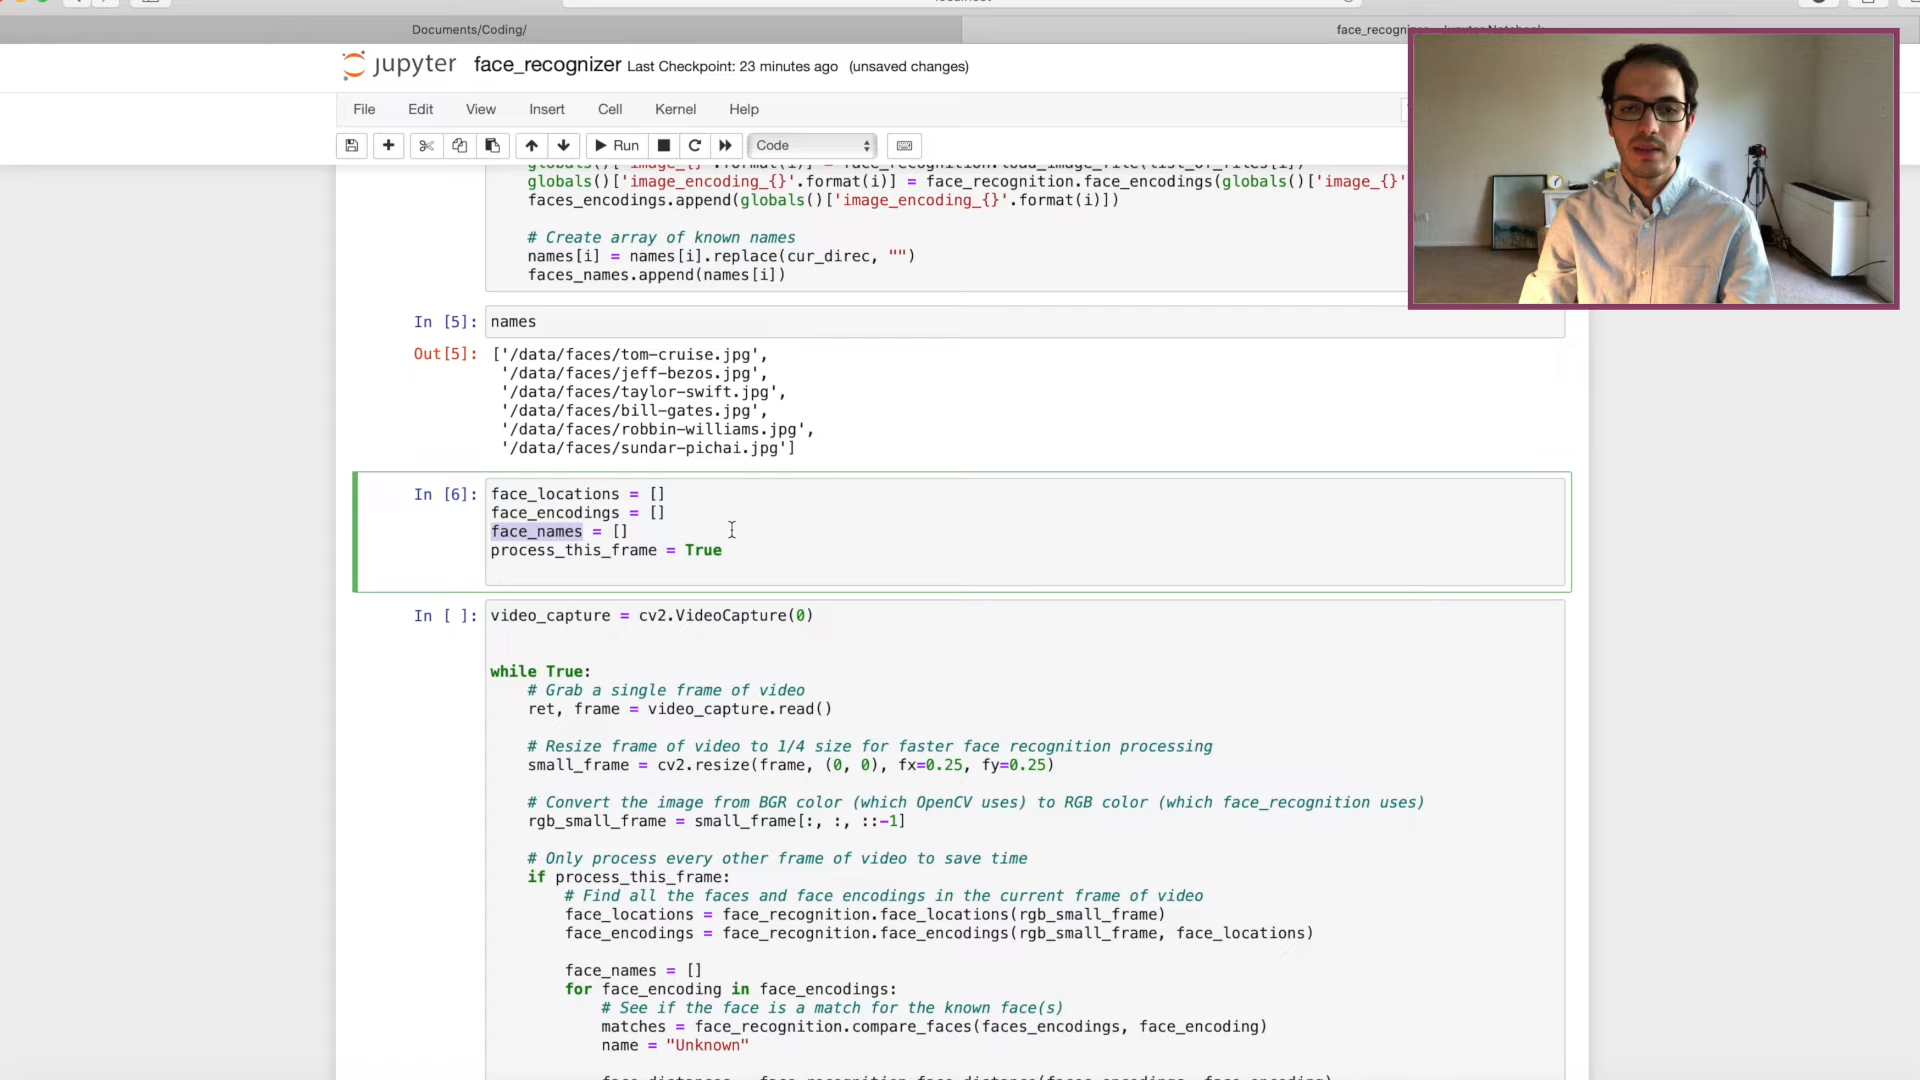 Documents/Coding/
jupyter face_recognizer Last Checkpoint: 23 minutes ago (unsaved changes)
File Edit View Insert Cell Kernel Help
Run Code
globals()['image_encoding_{}'.format(i)] = face_recognition.face_encodings(globals()['image_{}'
faces_encodings.append(globals()['image_encoding_{}'.format(i)])
# Create array of known names
names[i] = names[i].replace(cur_direc, "")
faces_names.append(names[i])
In [5]: names
Out[5]: ['/data/faces/tom-cruise.jpg',
'/data/faces/jeff-bezos.jpg',
'/data/faces/taylor-swift.jpg',
'/data/faces/bill-gates.jpg',
'/data/faces/robbin-williams.jpg',
'/data/faces/sundar-pichai.jpg']
In [6]: face_locations = []
face_encodings = []
face_names = []
process_this_frame = True
In [ ]: video_capture = cv2.VideoCapture(0)
while True:
# Grab a single frame of video
ret, frame = video_capture.read()
# Resize frame of video to 1/4 size for faster face recognition processing
small_frame = cv2.resize(frame, (0, 0), fx=0.25, fy=0.25)
# Convert the image from BGR color (which OpenCV uses) to RGB color (which face_recognition uses)
rgb_small_frame = small_frame[:, :, ::-1]
# Only process every other frame of video to save time
if process_this_frame:
# Find all the faces and face encodings in the current frame of video
face_locations = face_recognition.face_locations(rgb_small_frame)
face_encodings = face_recognition.face_encodings(rgb_small_frame, face_locations)
face_names = []
for face_encoding in face_encodings:
# See if the face is a match for the known face(s)
matches = face_recognition.compare_faces(faces_encodings, face_encoding)
name = "Unknown"